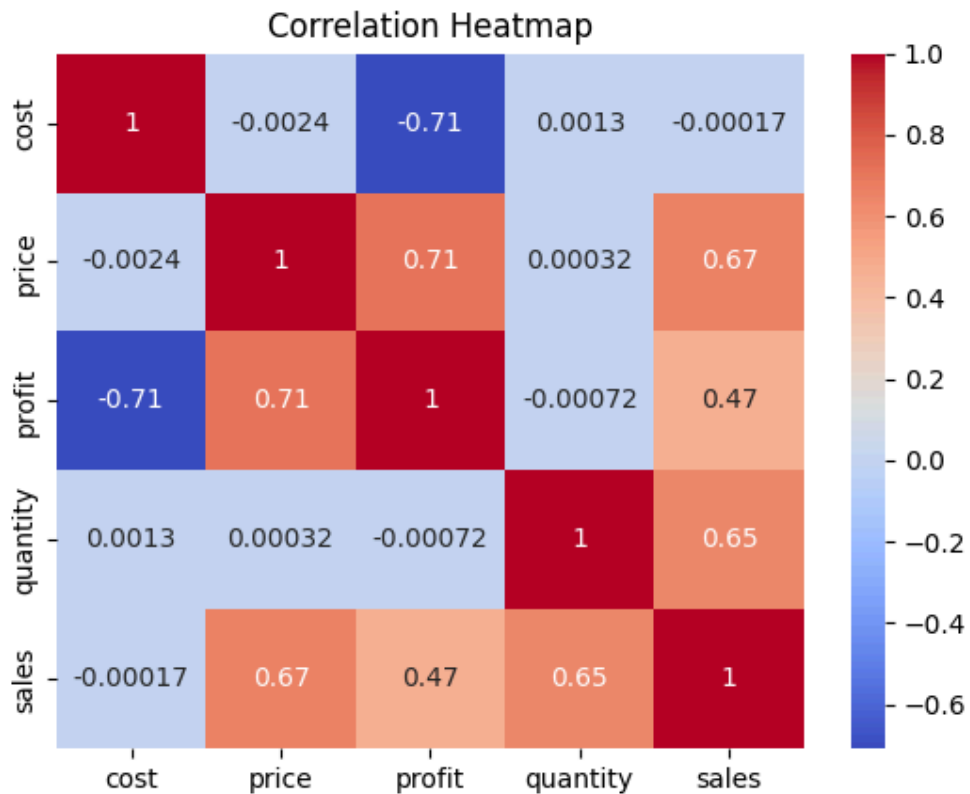 Correlation Heatmap
cost 1 -0.0024 -0.71 0.0013 -0.00017
price -0.0024 1 0.71 0.00032 0.67
profit -0.71 0.71 1 -0.00072 0.47
quantity 0.0013 0.00032 -0.00072 1 0.65
sales -0.00017 0.67 0.47 0.65 1
cost price profit quantity sales
1.0
0.8
0.6
0.4
0.2
0.0
−0.2
−0.4
−0.6